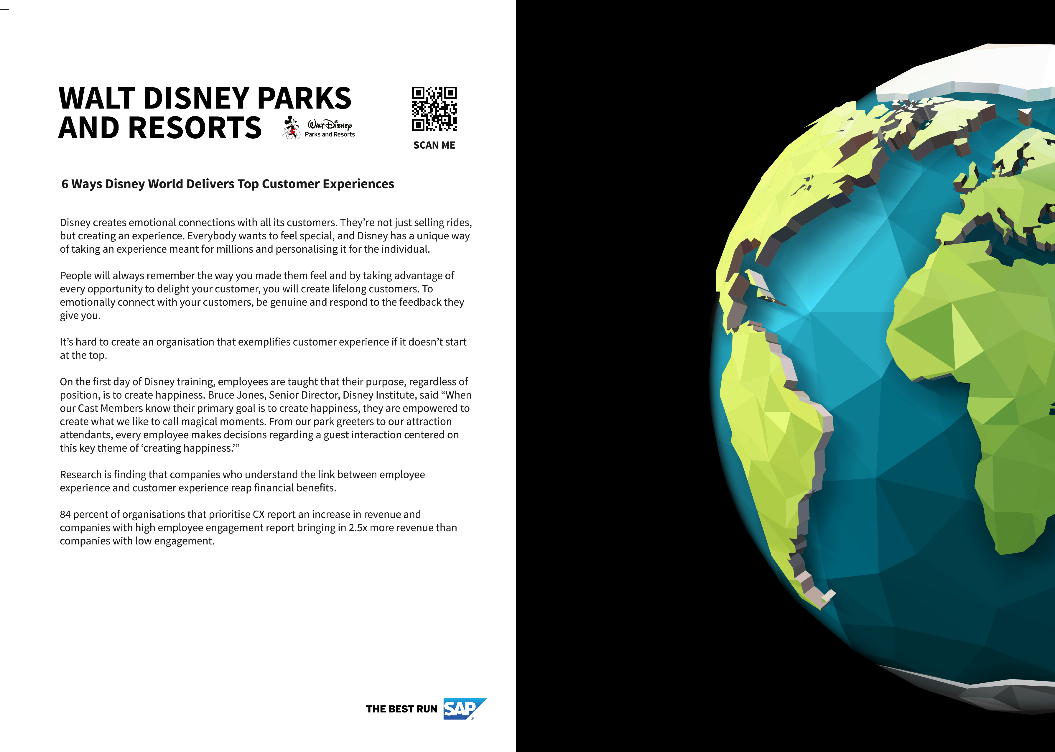 WALT DISNEY PARKS
AND RESORTS
Walt Disney
Parks and Resorts
SCAN ME
6 Ways Disney World Delivers Top Customer Experiences
Disney creates emotional connections with all its customers. They’re not just selling rides,
but creating an experience. Everybody wants to feel special, and Disney has a unique way
of taking an experience meant for millions and personalising it for the individual.
People will always remember the way you made them feel and by taking advantage of
every opportunity to delight your customer, you will create lifelong customers. To
emotionally connect with your customers, be genuine and respond to the feedback they
give you.
It’s hard to create an organisation that exemplifies customer experience if it doesn’t start
at the top.
On the first day of Disney training, employees are taught that their purpose, regardless of
position, is to create happiness. Bruce Jones, Senior Director, Disney Institute, said “When
our Cast Members know their primary goal is to create happiness, they are empowered to
create what we like to call magical moments. From our park greeters to our attraction
attendants, every employee makes decisions regarding a guest interaction centered on
this key theme of ‘creating happiness.’”
Research is finding that companies who understand the link between employee
experience and customer experience reap financial benefits.
84 percent of organisations that prioritise CX report an increase in revenue and
companies with high employee engagement report bringing in 2.5x more revenue than
companies with low engagement.
THE BEST RUN SAP®